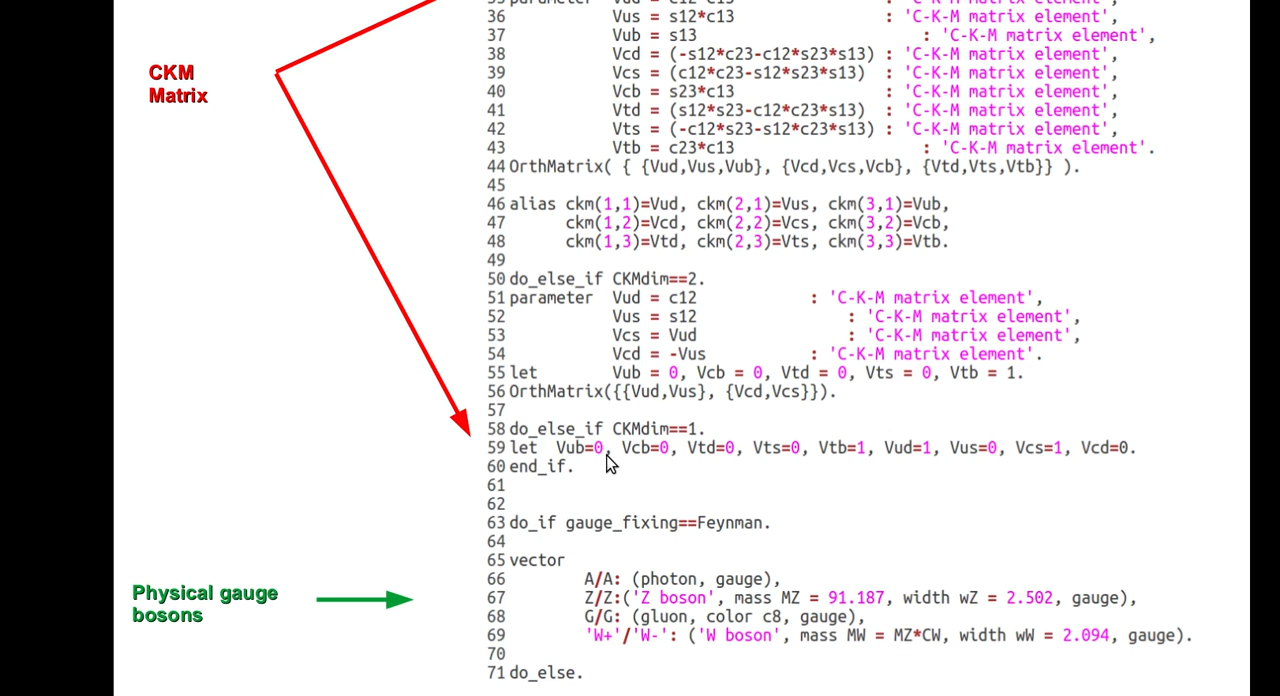 35 parameter  Vud = c12*c13 : 'C-K-M matrix element',
36 Vus = s12*c13 : 'C-K-M matrix element',
37 Vub = s13 : 'C-K-M matrix element',
38 Vcd = (-s12*c23-c12*s23*s13) : 'C-K-M matrix element',
CKM
Matrix
39 Vcs = (c12*c23-s12*s23*s13) : 'C-K-M matrix element',
40 Vcb = s23*c13 : 'C-K-M matrix element',
41 Vtd = (s12*s23-c12*c23*s13) : 'C-K-M matrix element',
42 Vts = (-c12*s23-s12*c23*s13) : 'C-K-M matrix element',
43 Vtb = c23*c13 : 'C-K-M matrix element'.
44 OrthMatrix( { {Vud,Vus,Vub}, {Vcd,Vcs,Vcb}, {Vtd,Vts,Vtb}} ).
45
46 alias ckm(1,1)=Vud, ckm(2,1)=Vus, ckm(3,1)=Vub,
47 ckm(1,2)=Vcd, ckm(2,2)=Vcs, ckm(3,2)=Vcb,
48 ckm(1,3)=Vtd, ckm(2,3)=Vts, ckm(3,3)=Vtb.
49
50 do_else_if CKMdim==2.
51 parameter  Vud = c12 : 'C-K-M matrix element',
52 Vus = s12 : 'C-K-M matrix element',
53 Vcs = Vud : 'C-K-M matrix element',
54 Vcd = -Vus : 'C-K-M matrix element'.
55 let Vub = 0, Vcb = 0, Vtd = 0, Vts = 0, Vtb = 1.
56 OrthMatrix({{Vud,Vus}, {Vcd,Vcs}}).
57
58 do_else_if CKMdim==1.
59 let  Vub=0, Vcb=0, Vtd=0, Vts=0, Vtb=1, Vud=1, Vus=0, Vcs=1, Vcd=0.
60 end_if.
61
62
63 do_if gauge_fixing==Feynman.
64
65 vector
66 A/A: (photon, gauge),
Physical gauge
bosons
67 Z/Z:('Z boson', mass MZ = 91.187, width wZ = 2.502, gauge),
68 G/G: (gluon, color c8, gauge),
69 'W+'/'W-': ('W boson', mass MW = MZ*CW, width wW = 2.094, gauge).
70
71 do_else.